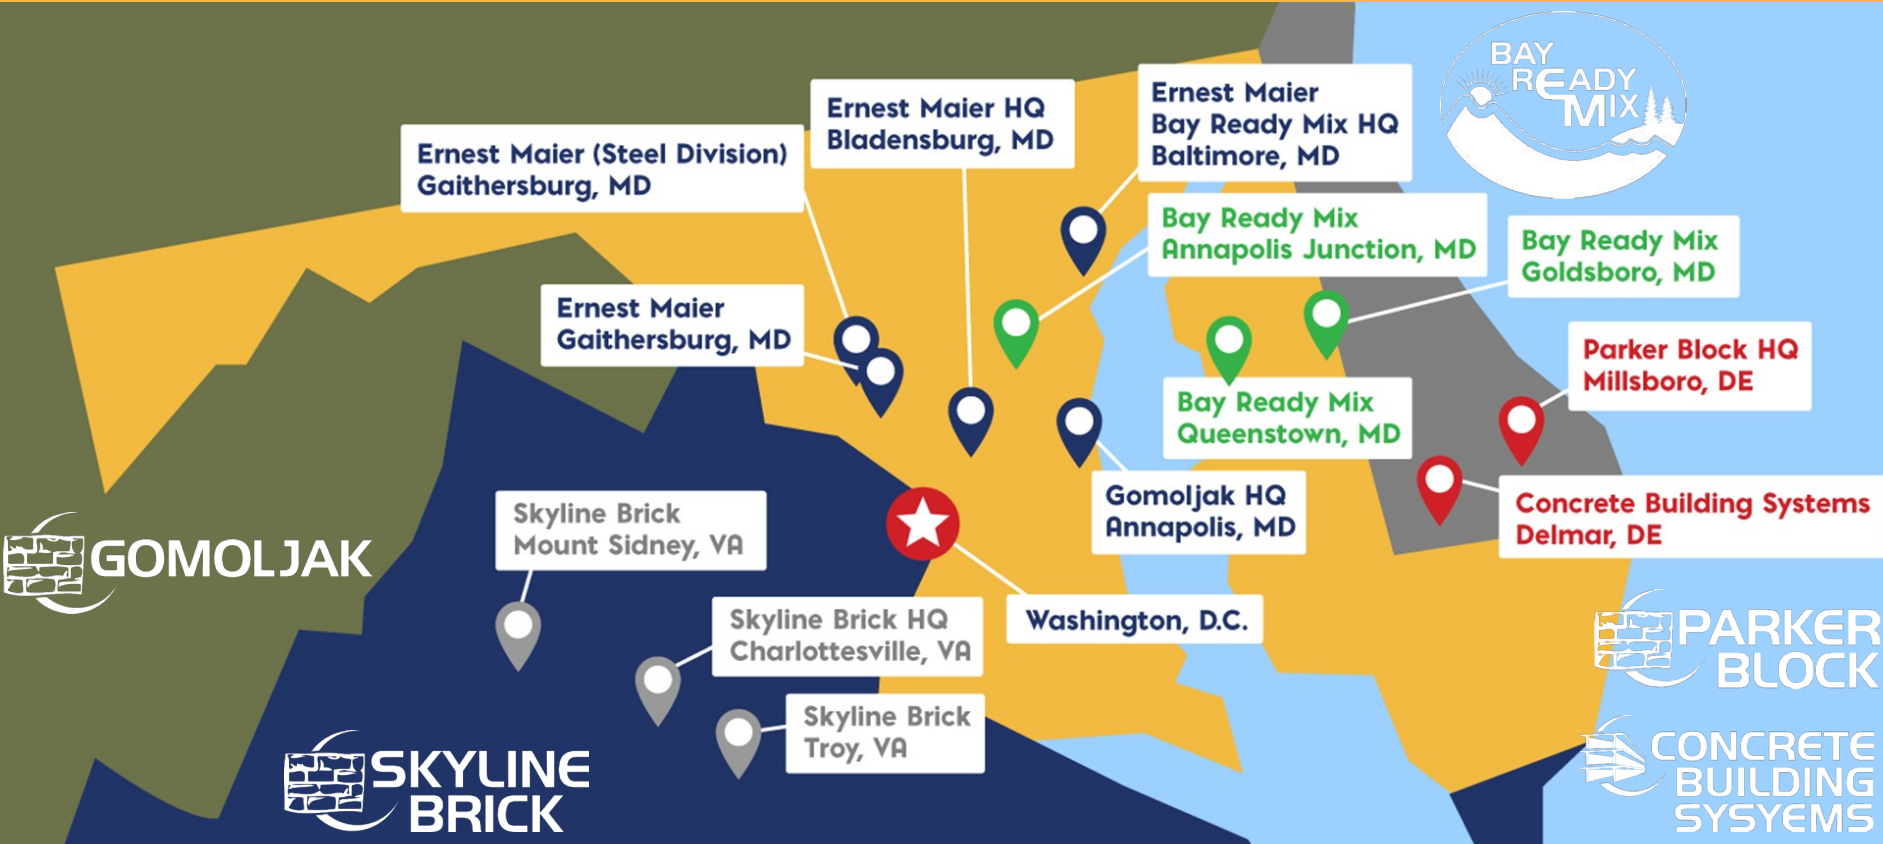 BAY
READY
MIX
Ernest Maier
Bay Ready Mix HQ
Baltimore, MD
Ernest Maier HQ
Bladensburg, MD
Ernest Maier (Steel Division)
Gaithersburg, MD
Bay Ready Mix
Annapolis Junction, MD
Bay Ready Mix
Goldsboro, MD
Ernest Maier
Gaithersburg, MD
Parker Block HQ
Millsboro, DE
Bay Ready Mix
Queenstown, MD
Gomoljak HQ
Annapolis, MD
Concrete Building Systems
Delmar, DE
Skyline Brick
Mount Sidney, VA
GOMOLJAK
Skyline Brick HQ
Charlottesville, VA
Washington, D.C.
PARKER
BLOCK
Skyline Brick
Troy, VA
SKYLINE
BRICK
CONCRETE
BUILDING
SYSYEMS